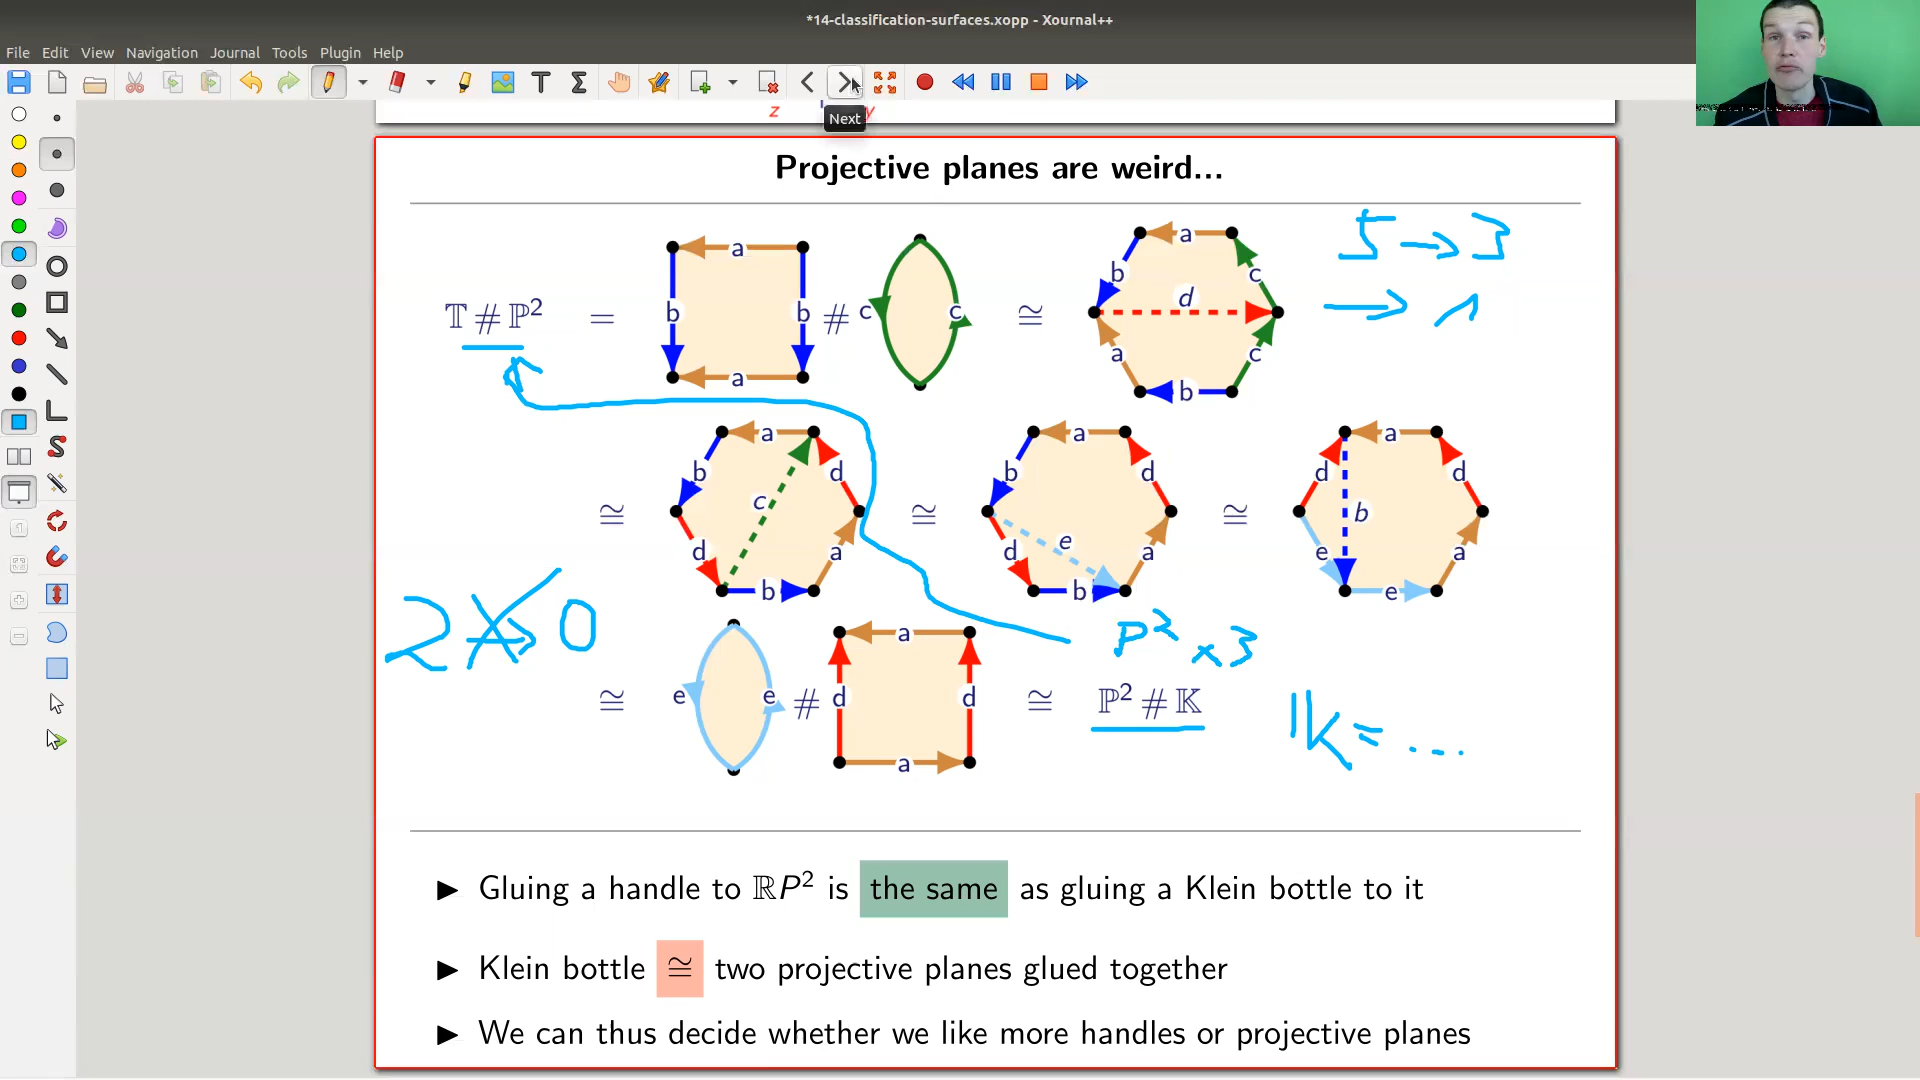 *14-classification-surfaces.xopp - Xournal++
File Edit View Navigation Journal Tools Plugin Help
Next
z y
Projective planes are weird...
𝕋 # ℙ² = a b b a # c c ≅ a b c d a c b
5 → 3
→ 1
≅ a b c d d a b ≅ a b d e d a b ≅ a d d b e a e
2 → 0
P² x3
≅ e e # a d d a ≅ ℙ² # 𝕂
𝕂 = ...
► Gluing a handle to ℝP² is the same as gluing a Klein bottle to it
► Klein bottle ≅ two projective planes glued together
► We can thus decide whether we like more handles or projective planes